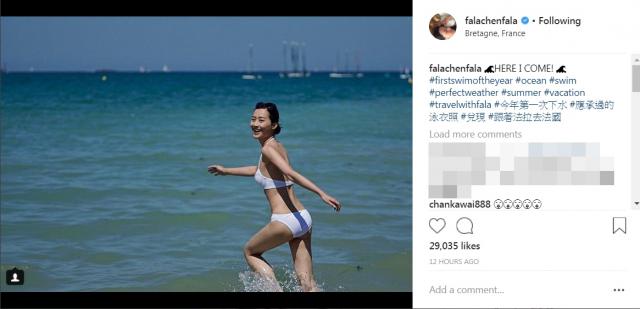 falachenfala • Following
Bretagne, France
falachenfala 🌊HERE I COME! 🌊
#firstswimoftheyear #ocean #swim
#perfectweather #summer #vacation
#travelwithfala #今年第一次下水 #應承過的
泳衣照 #兌現 #跟著法拉去法國
Load more comments
chankawai888 😮😮😮😮😮
29,035 likes
12 HOURS AGO
Add a comment...